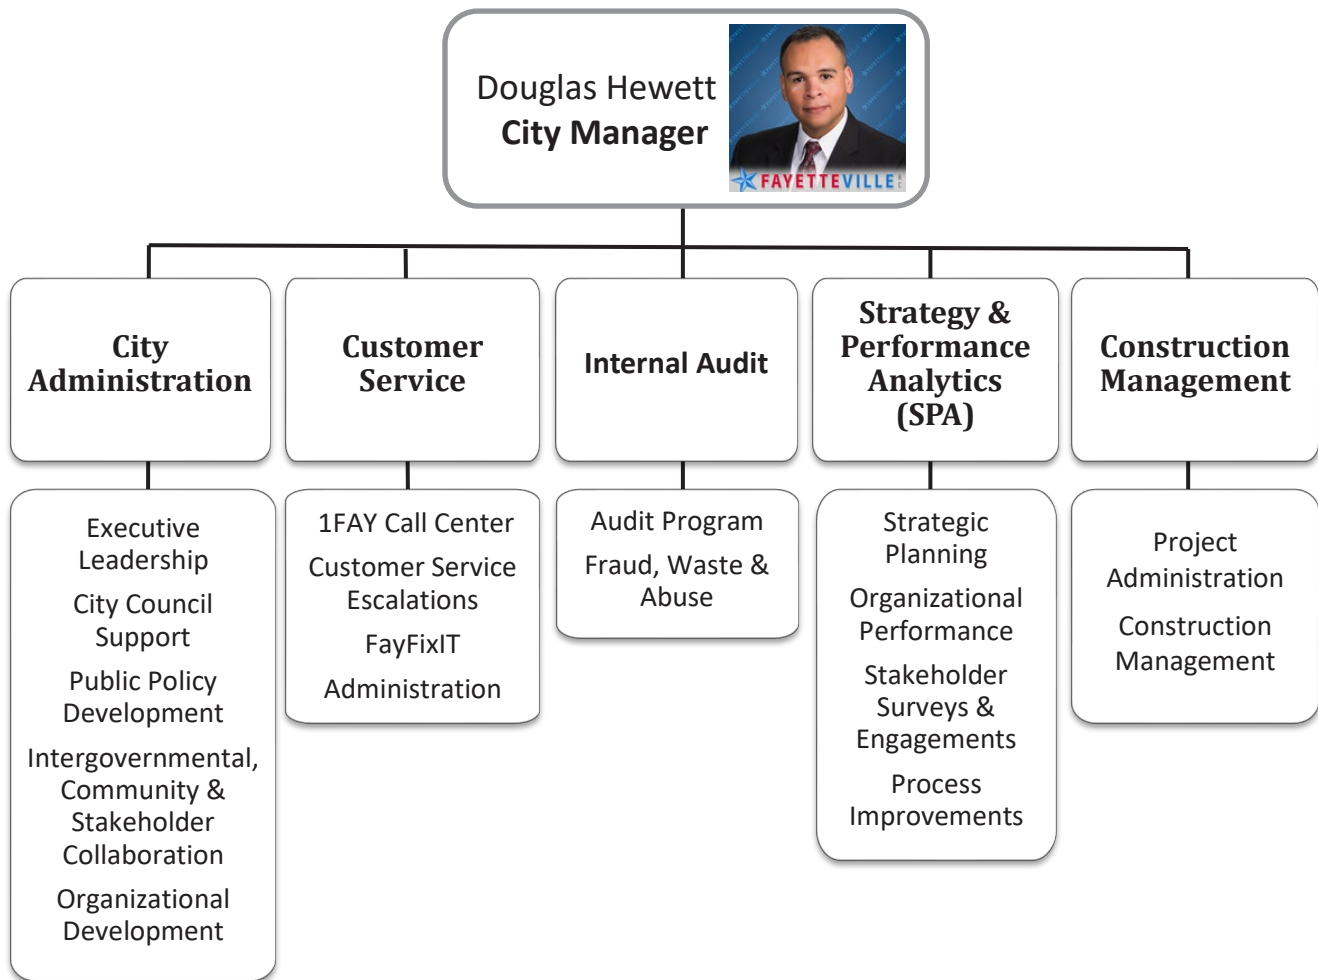 Douglas Hewett
City Manager
FAYETTEVILLE
City
Administration
Customer
Service
Internal Audit
Strategy &
Performance
Analytics
(SPA)
Construction
Management
Executive
Leadership
City Council
Support
Public Policy
Development
Intergovernmental,
Community &
Stakeholder
Collaboration
Organizational
Development
1FAY Call Center
Customer Service
Escalations
FayFixIT
Administration
Audit Program
Fraud, Waste &
Abuse
Strategic
Planning
Organizational
Performance
Stakeholder
Surveys &
Engagements
Process
Improvements
Project
Administration
Construction
Management